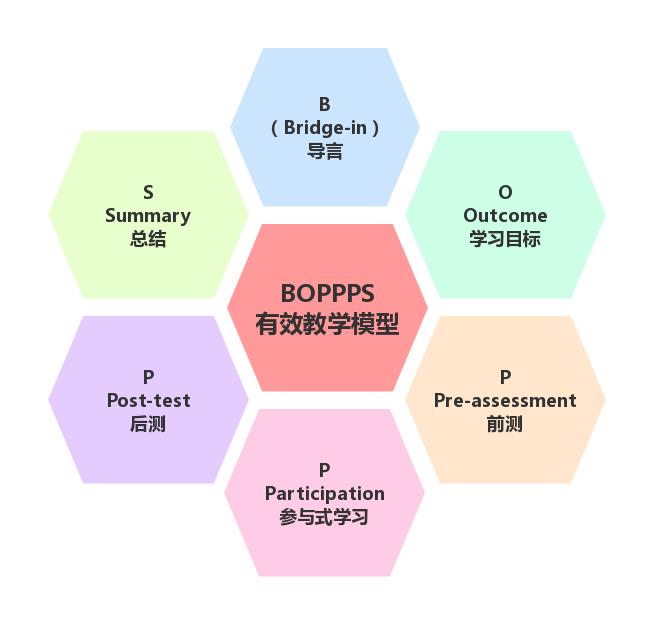 B
（Bridge-in）
导言
O
Outcome
学习目标
P
Pre-assessment
前测
P
Participation
参与式学习
P
Post-test
后测
S
Summary
总结
BOPPPS
有效教学模型